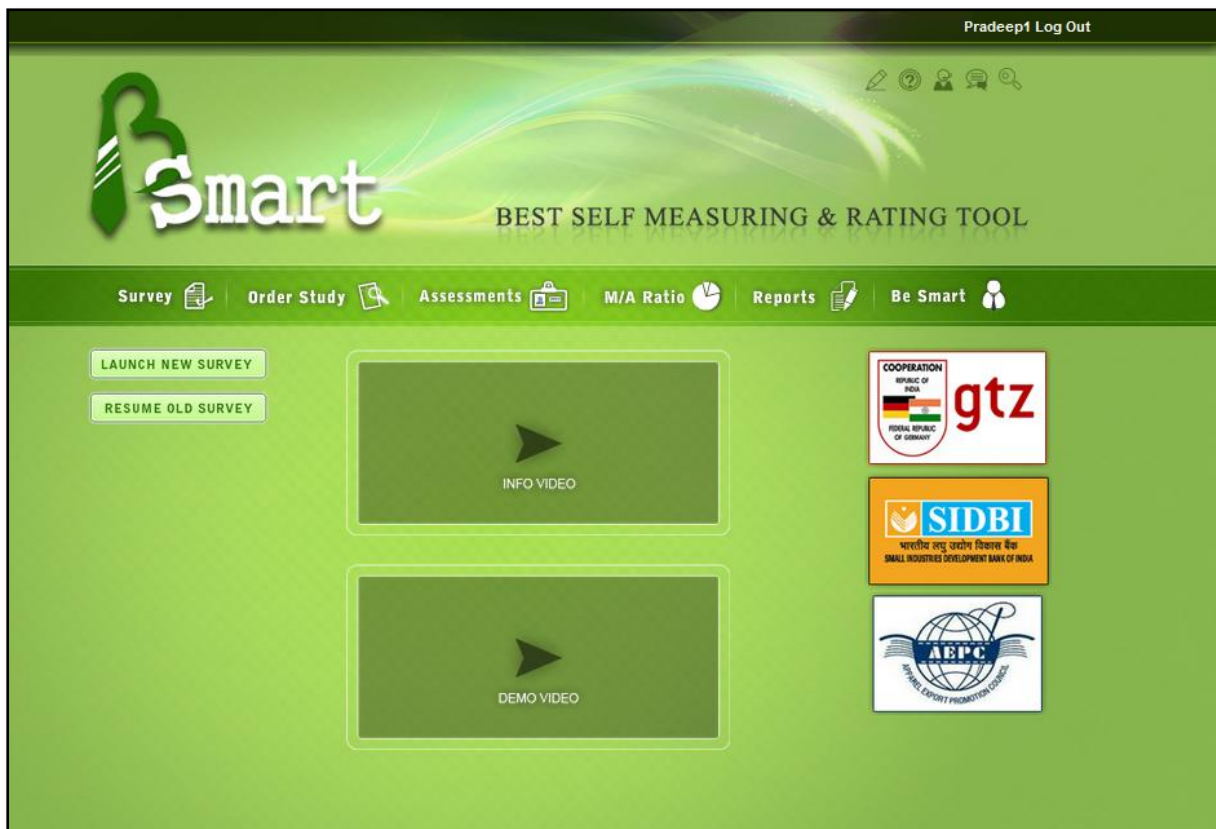 Pradeep1 Log Out
BSmart
BEST SELF MEASURING & RATING TOOL
Survey
Order Study
Assessments
M/A Ratio
Reports
Be Smart
LAUNCH NEW SURVEY
RESUME OLD SURVEY
INFO VIDEO
DEMO VIDEO
COOPERATION
REPUBLIC OF
INDIA
FEDERAL REPUBLIC
OF GERMANY
gtz
SIDBI
भारतीय लघु उद्योग विकास बैंक
SMALL INDUSTRIES DEVELOPMENT BANK OF INDIA
AEPC
APPAREL EXPORT PROMOTION COUNCIL